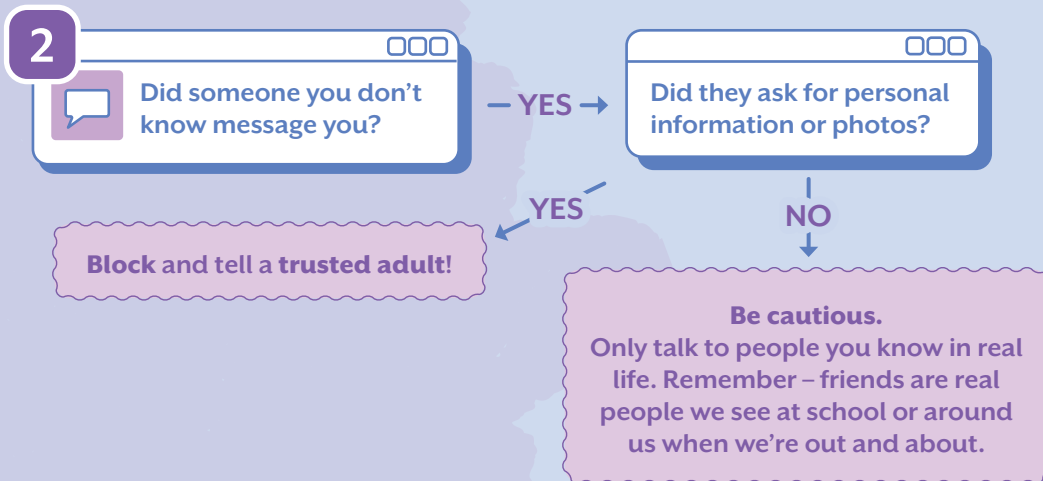 2
Did someone you don't
know message you?
YES
Did they ask for personal
information or photos?
YES
Block and tell a trusted adult!
NO
Be cautious.
Only talk to people you know in real
life. Remember – friends are real
people we see at school or around
us when we're out and about.